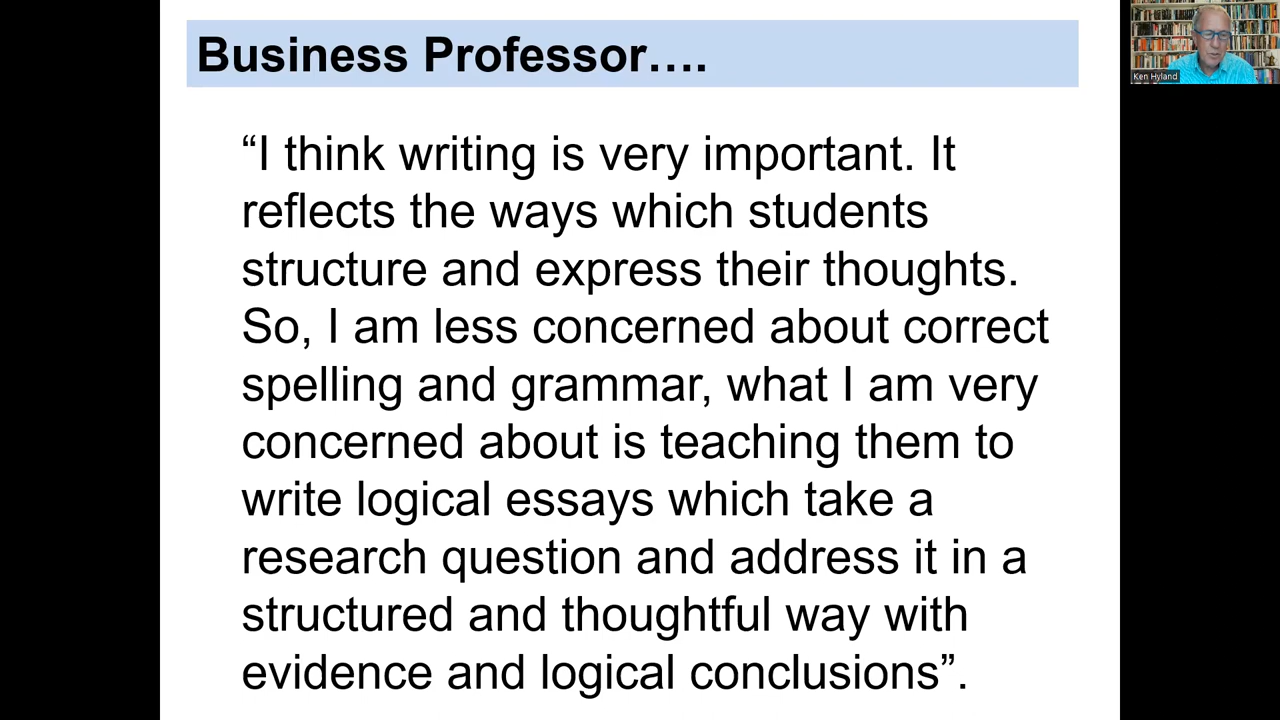 Business Professor….
“I think writing is very important. It
reflects the ways which students
structure and express their thoughts.
So, I am less concerned about correct
spelling and grammar, what I am very
concerned about is teaching them to
write logical essays which take a
research question and address it in a
structured and thoughtful way with
evidence and logical conclusions”.
Ken Hyland